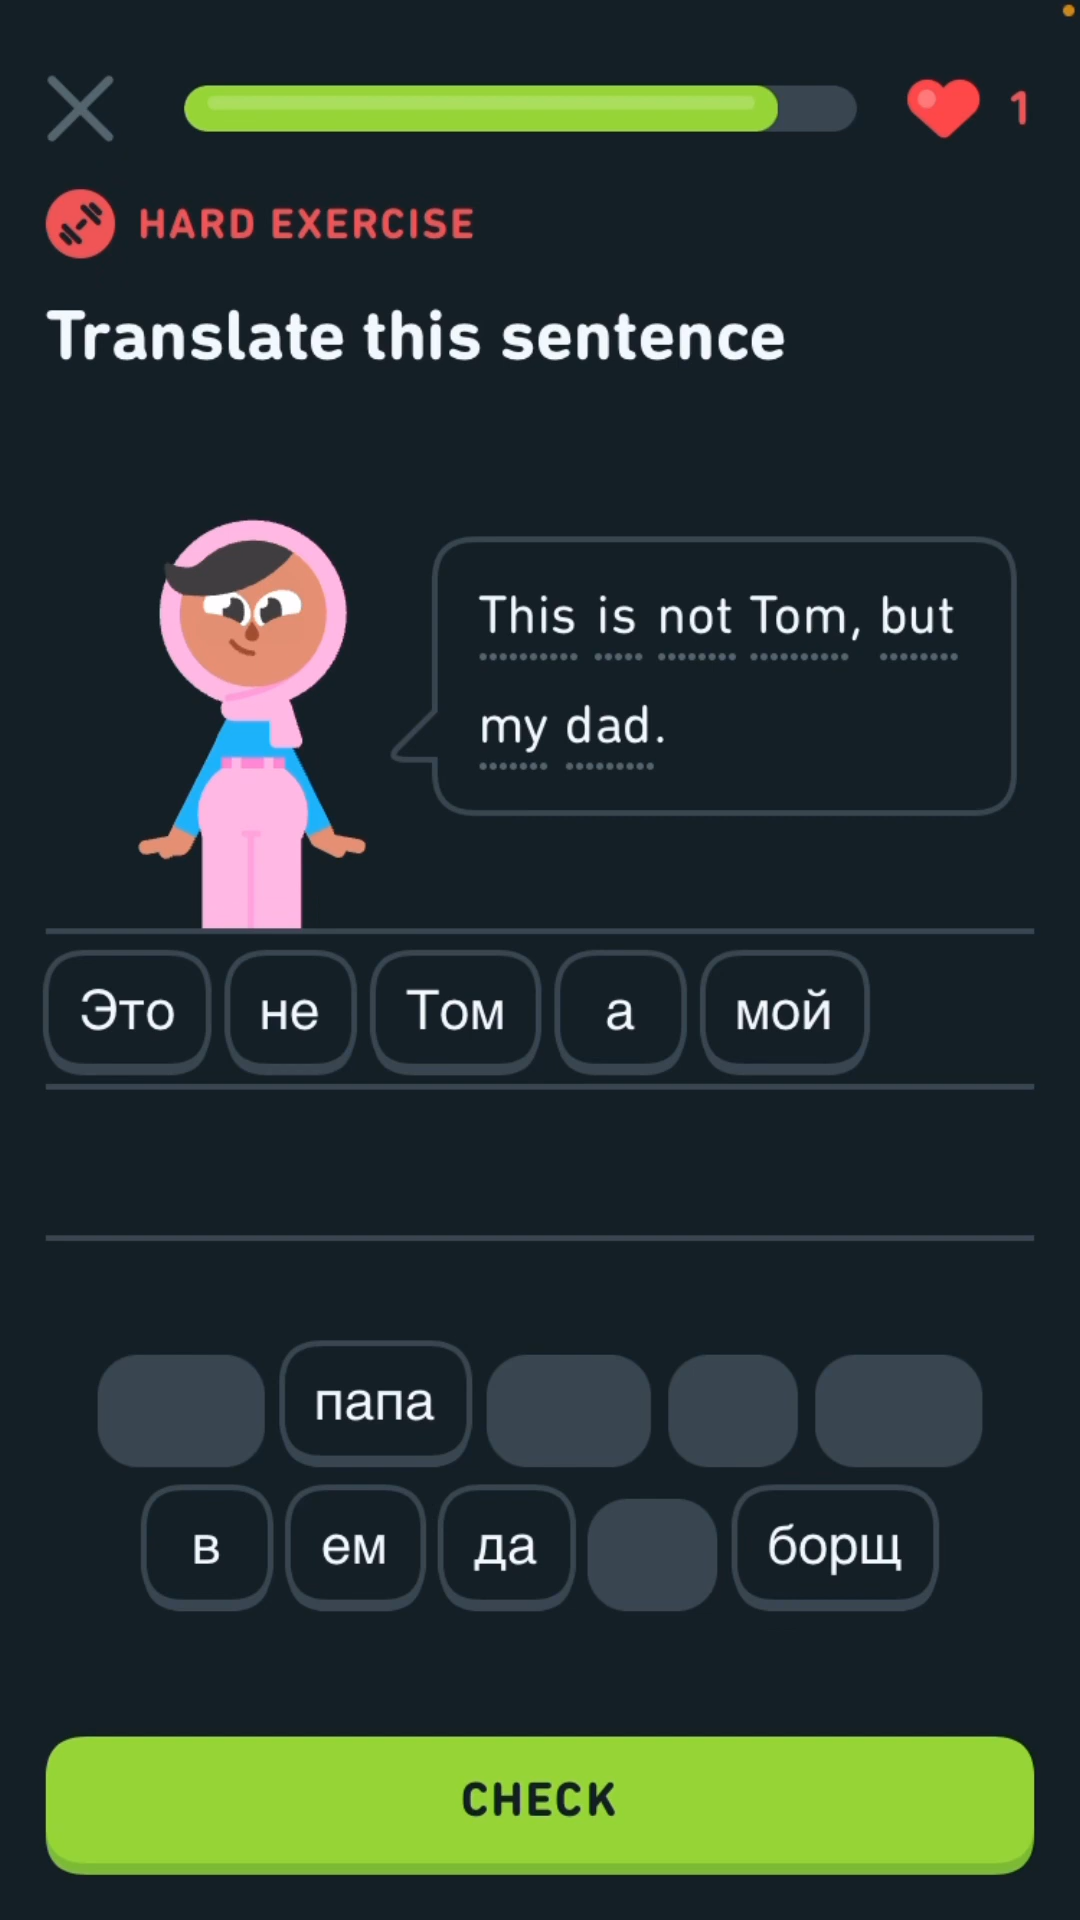 1
HARD EXERCISE
Translate this sentence
This is not Tom, but
my dad.
Это не Том а мой
папа
в ем да борщ
CHECK